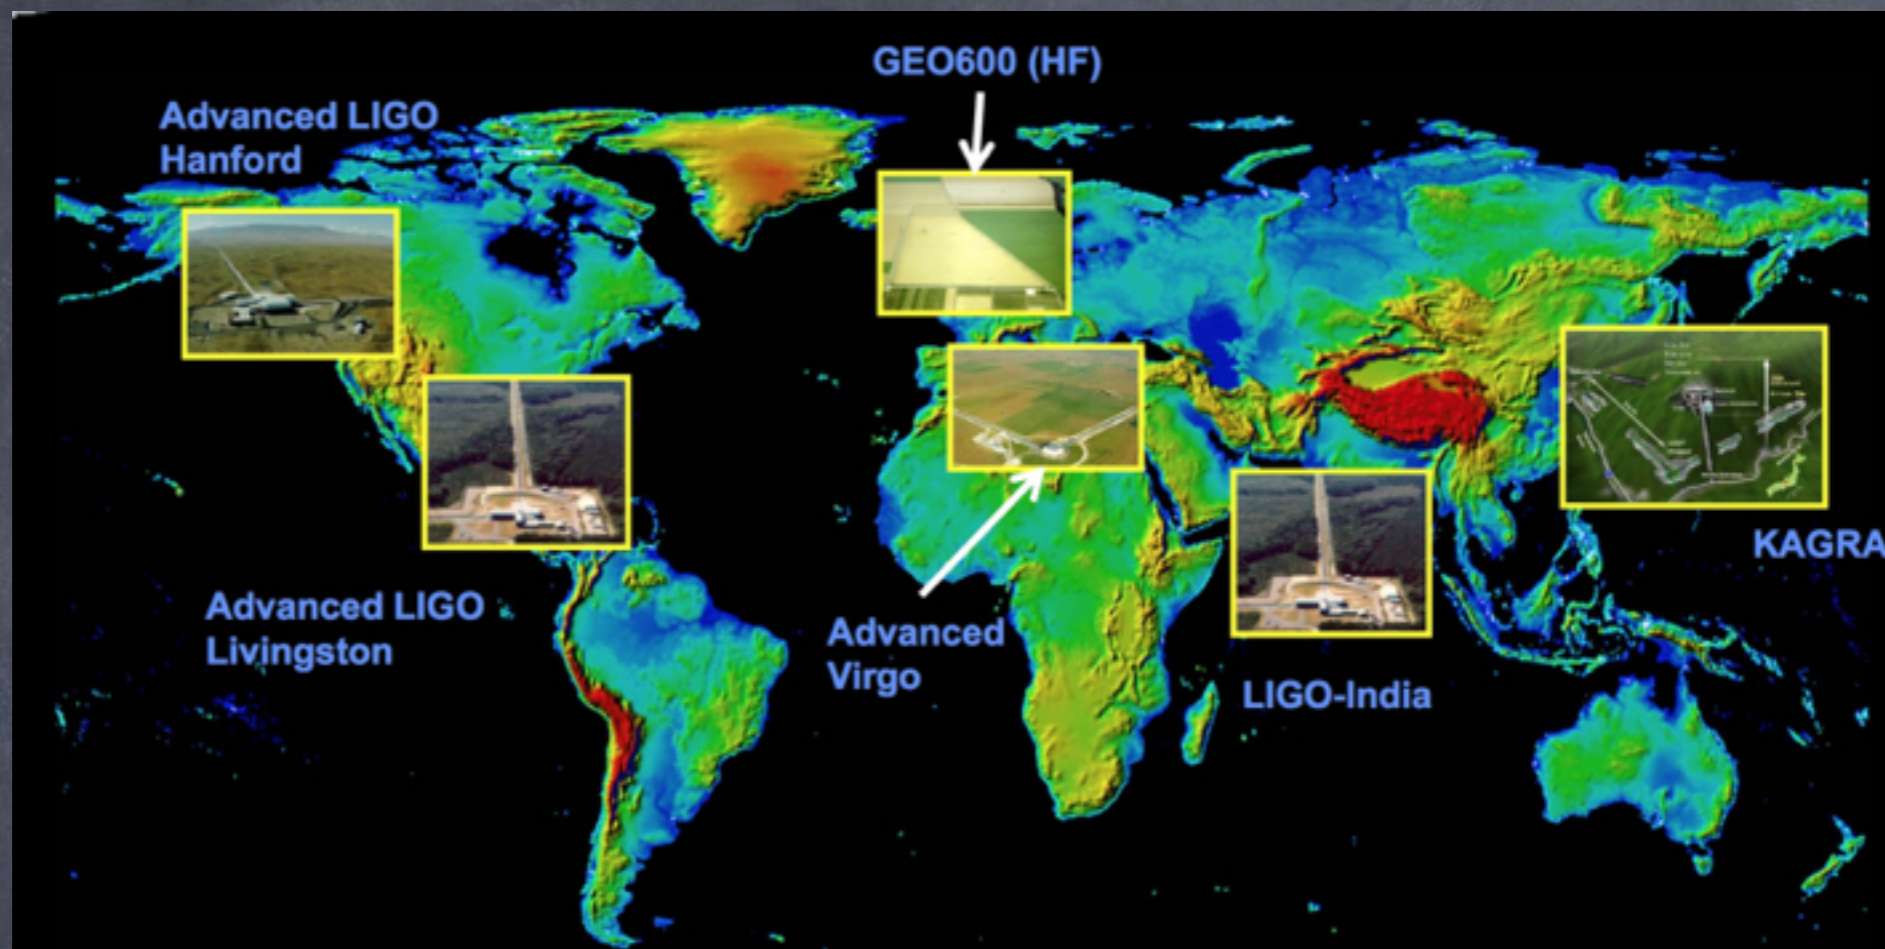 GEO600 (HF)
Advanced LIGO
Hanford
Advanced LIGO
Livingston
Advanced
Virgo
LIGO-India
KAGRA